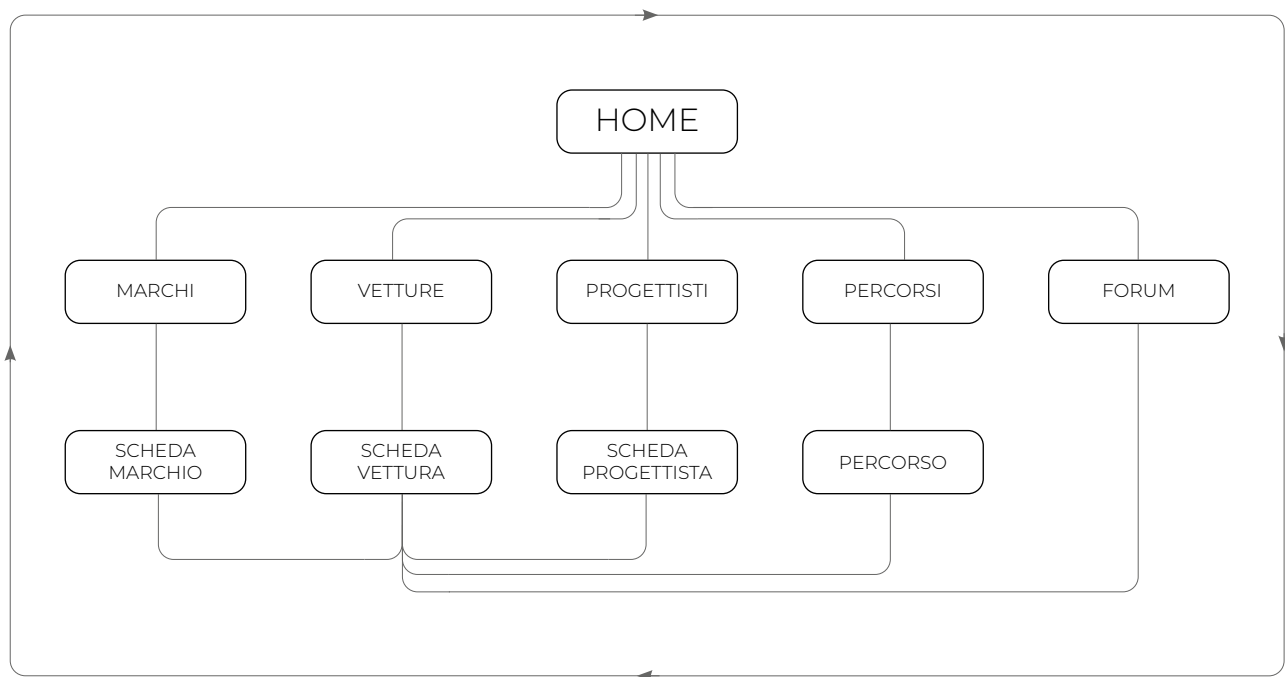 HOME
MARCHI
VETTURE
PROGETTISTI
PERCORSI
FORUM
SCHEDA
MARCHIO
SCHEDA
VETTURA
SCHEDA
PROGETTISTA
PERCORSO